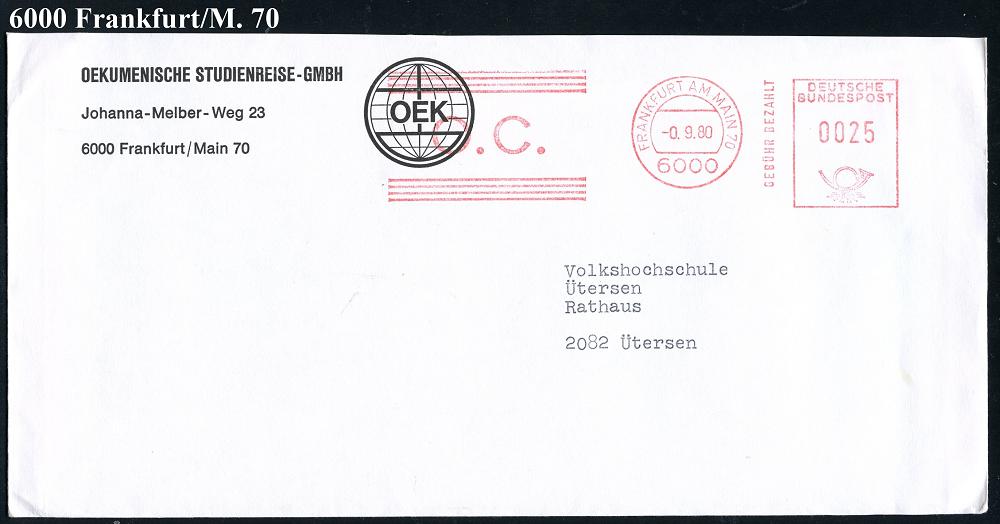 6000 Frankfurt/M. 70
OEKUMENISCHE STUDIENREISE-GMBH
Johanna-Melber-Weg 23
6000 Frankfurt/Main 70
OEK
o.c.
FRANKFURT AM MAIN 70
-0. 9.80
6000
GEBÜHR BEZAHLT
DEUTSCHE
BUNDESPOST
0025
Volkshochschule
Ütersen
Rathaus
2082 Ütersen